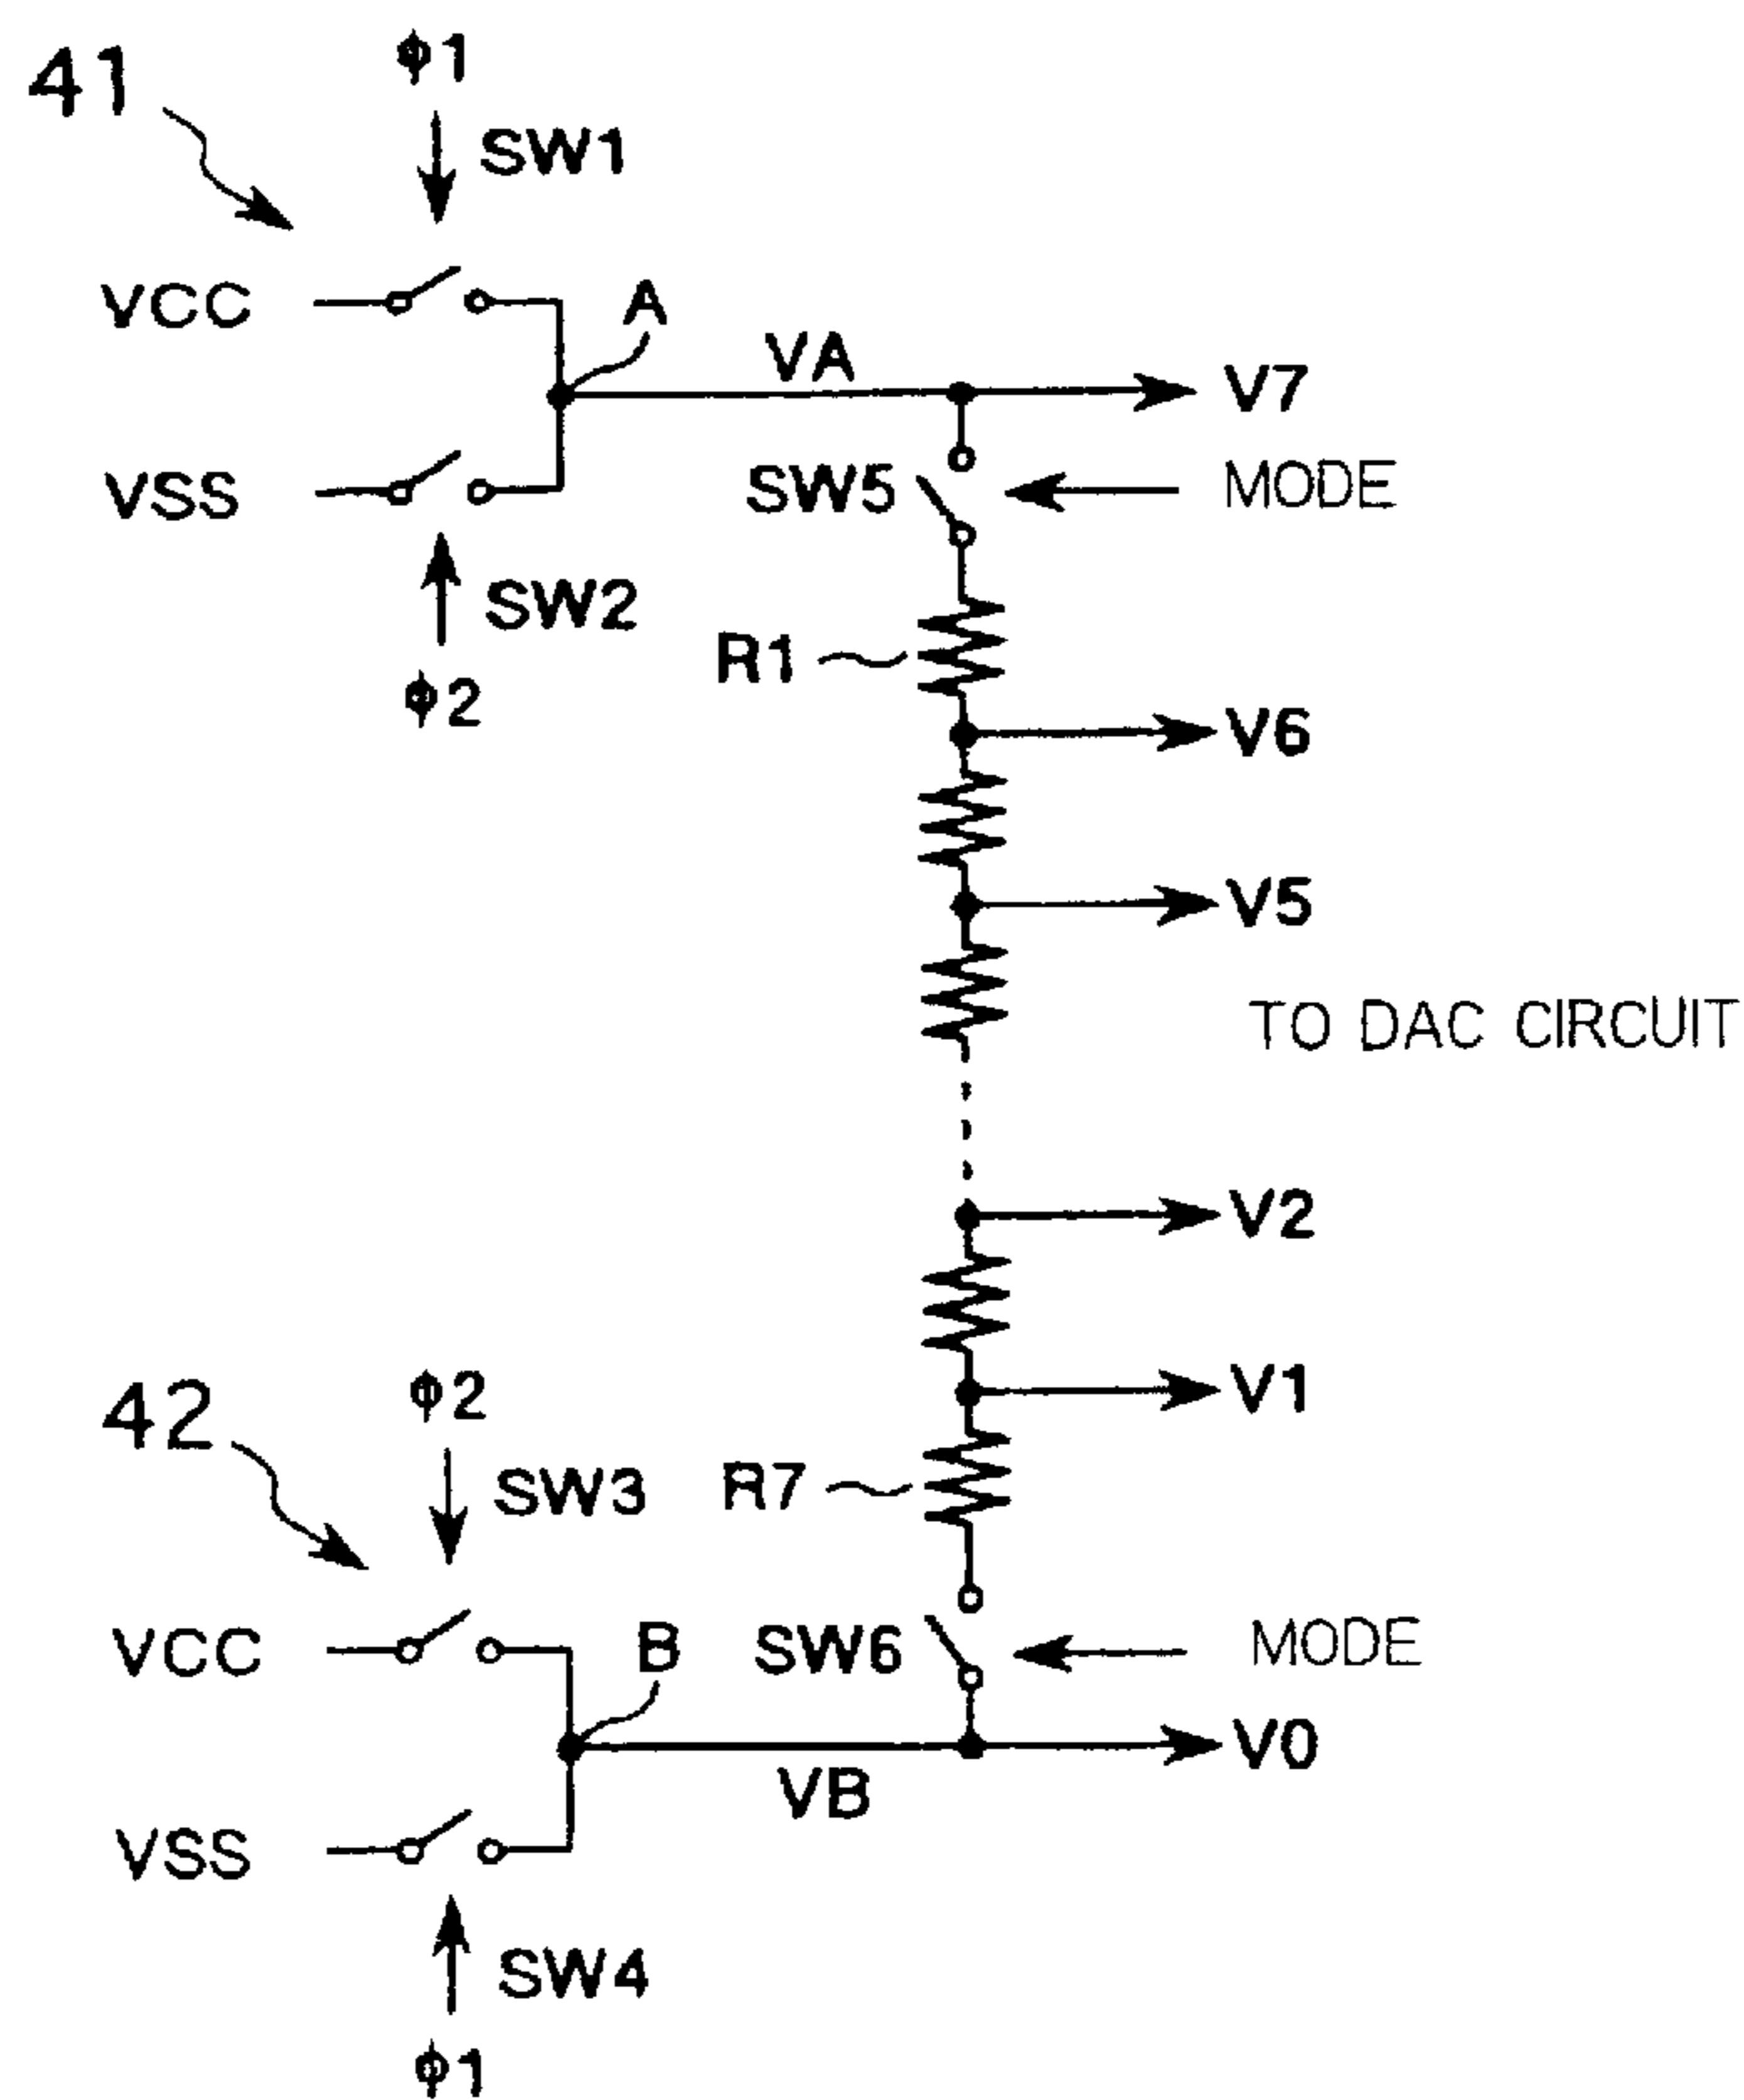 41
φ1
SW1
VCC
A
VA
V7
VSS
SW5
MODE
SW2
φ2
R1
V6
V5
TO DAC CIRCUIT
V2
V1
42
φ2
SW3
R7
VCC
B
SW6
MODE
VB
V0
VSS
SW4
φ1